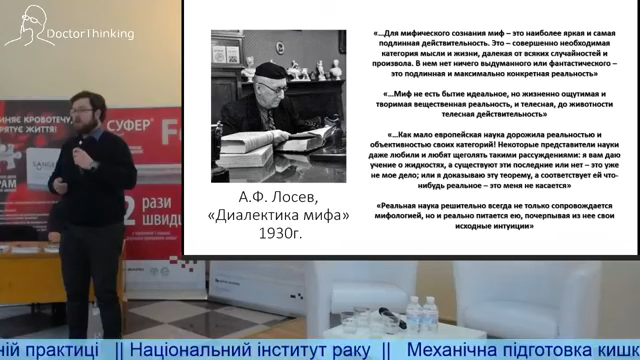 DoctorThinking
«...Для мифического сознания миф – это наиболее яркая и самая
подлинная действительность. Это – совершенно необходимая
категория мысли и жизни, далекая от всяких случайностей и
произвола. В нем нет ничего выдуманного или фантастического –
это подлинная и максимально конкретная реальность»
«...Миф не есть бытие идеальное, но жизненно ощутимая и
творимая вещественная реальность, и телесная, до животности
телесная действительность»
«...Как мало европейская наука дорожила реальностью и
объективностью своих категорий! Некоторые представители науки
даже любили и любят щеголять такими рассуждениями: я вам даю
учение о жидкостях, а существуют эти последние или нет – это уже
не мое дело; или я доказываю эту теорему, а соответствует ей что-
нибудь реальное – это меня не касается»
«Реальная наука решительно всегда не только сопровождается
мифологией, но и реально питается ею, почерпывая из нее свои
исходные интуиции»
А.Ф. Лосев,
«Диалектика мифа»
1930г.
ИНЯЄ КРОВОТЕЧУ,
РЯТУЄ ЖИТТЯ!
СУФЕР®
2 рази
швидш
ній практиці || Національний інститут раку || Механічна підготовка кишк